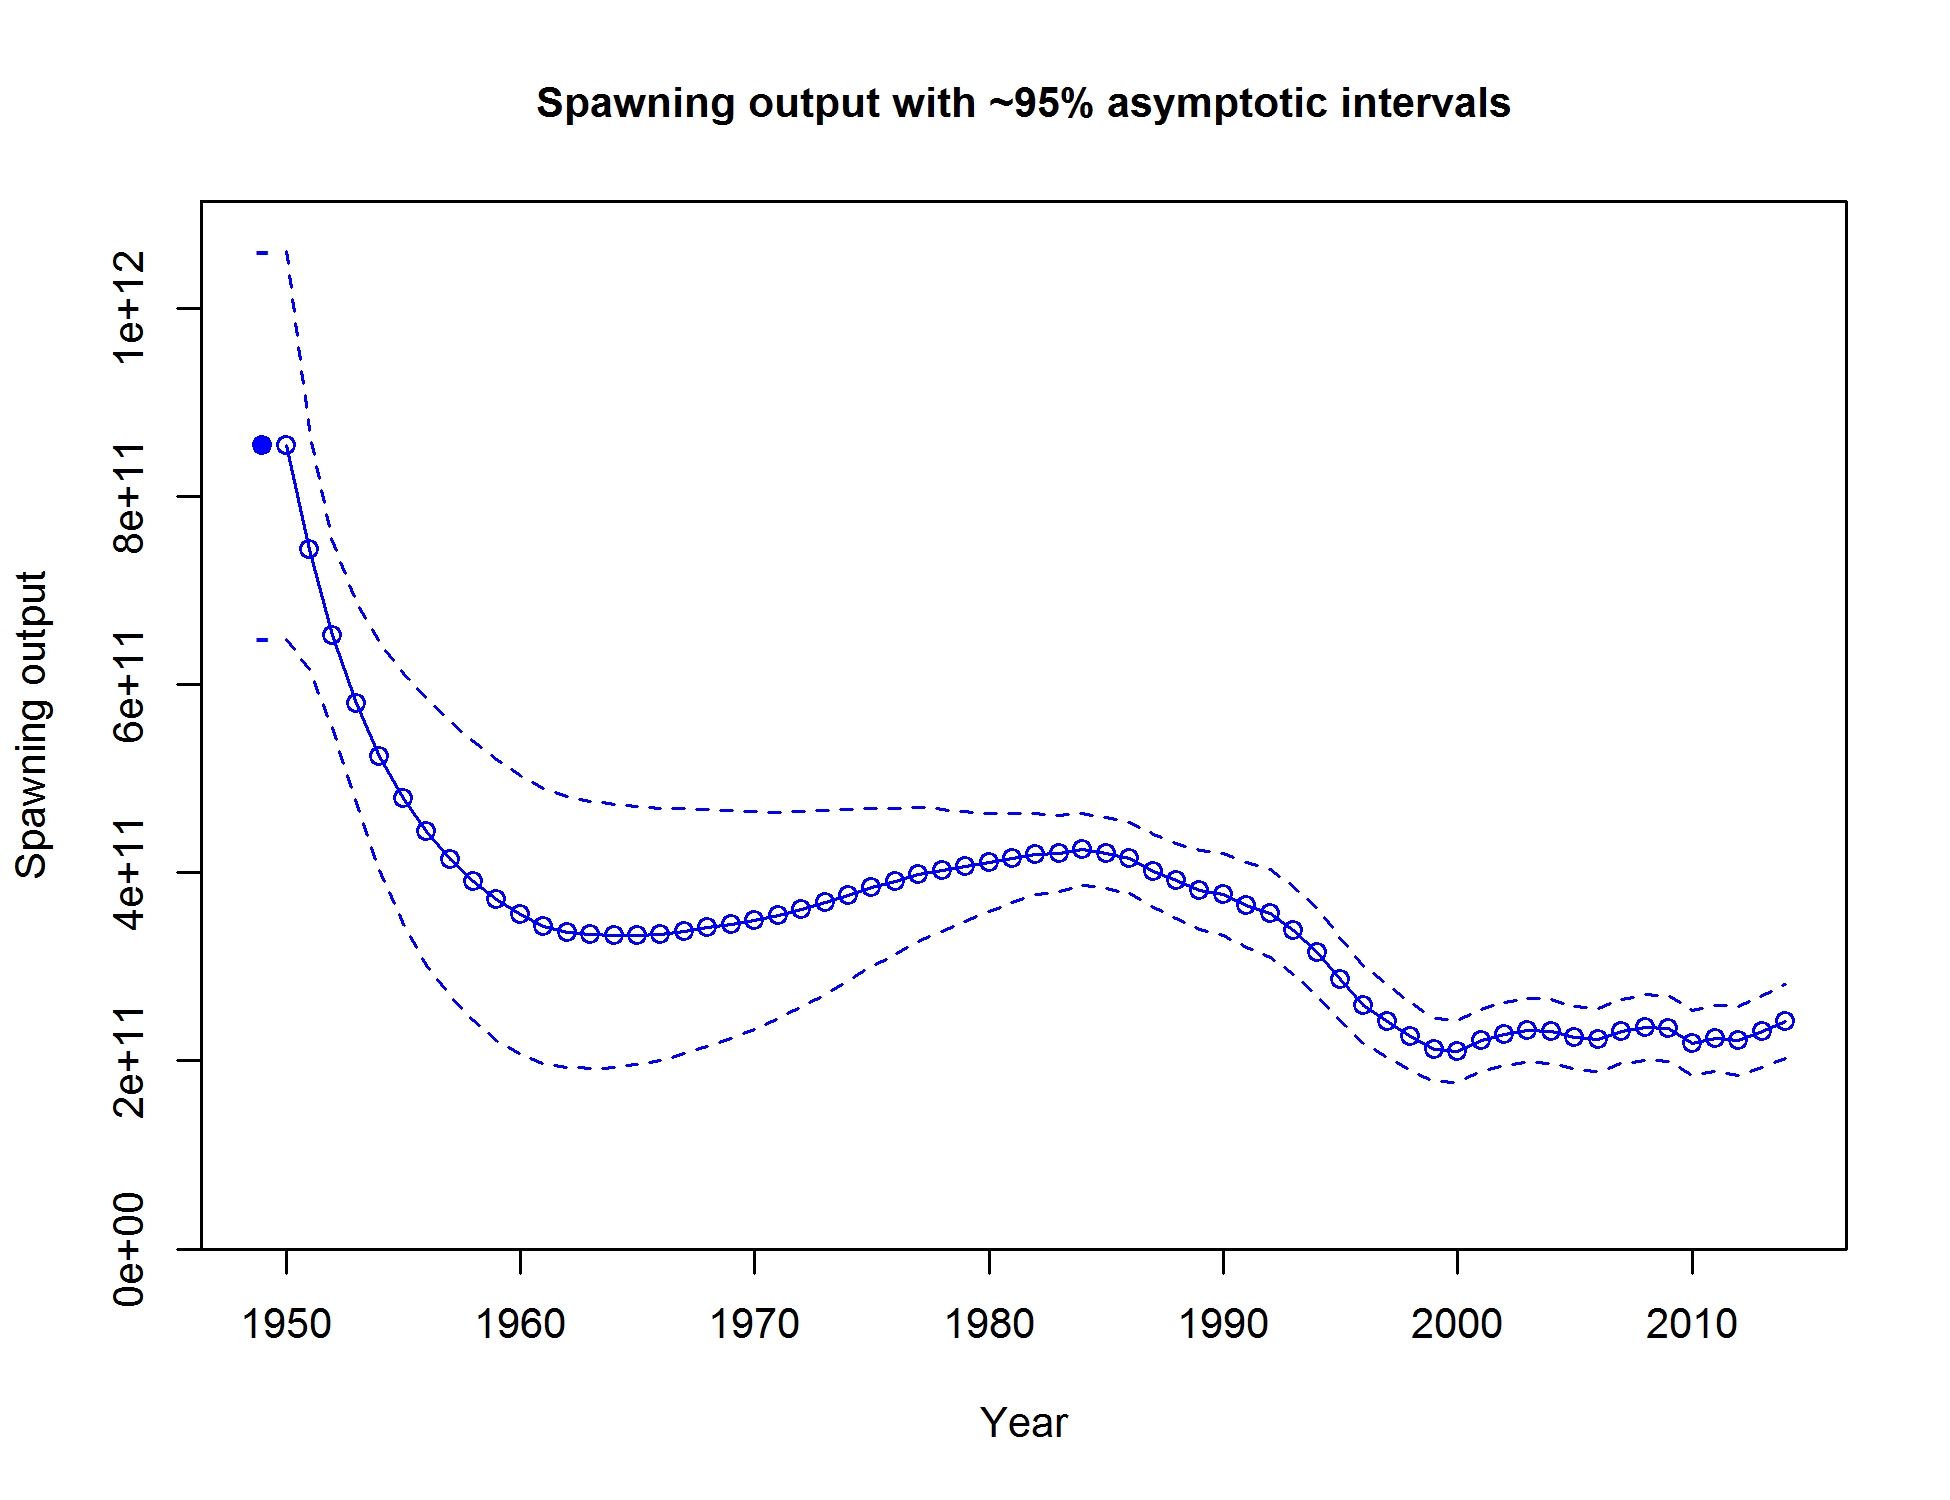 Spawning output with ~95% asymptotic intervals
Spawning output
1e+12
8e+11
6e+11
4e+11
2e+11
0e+00
1950 1960 1970 1980 1990 2000 2010
Year